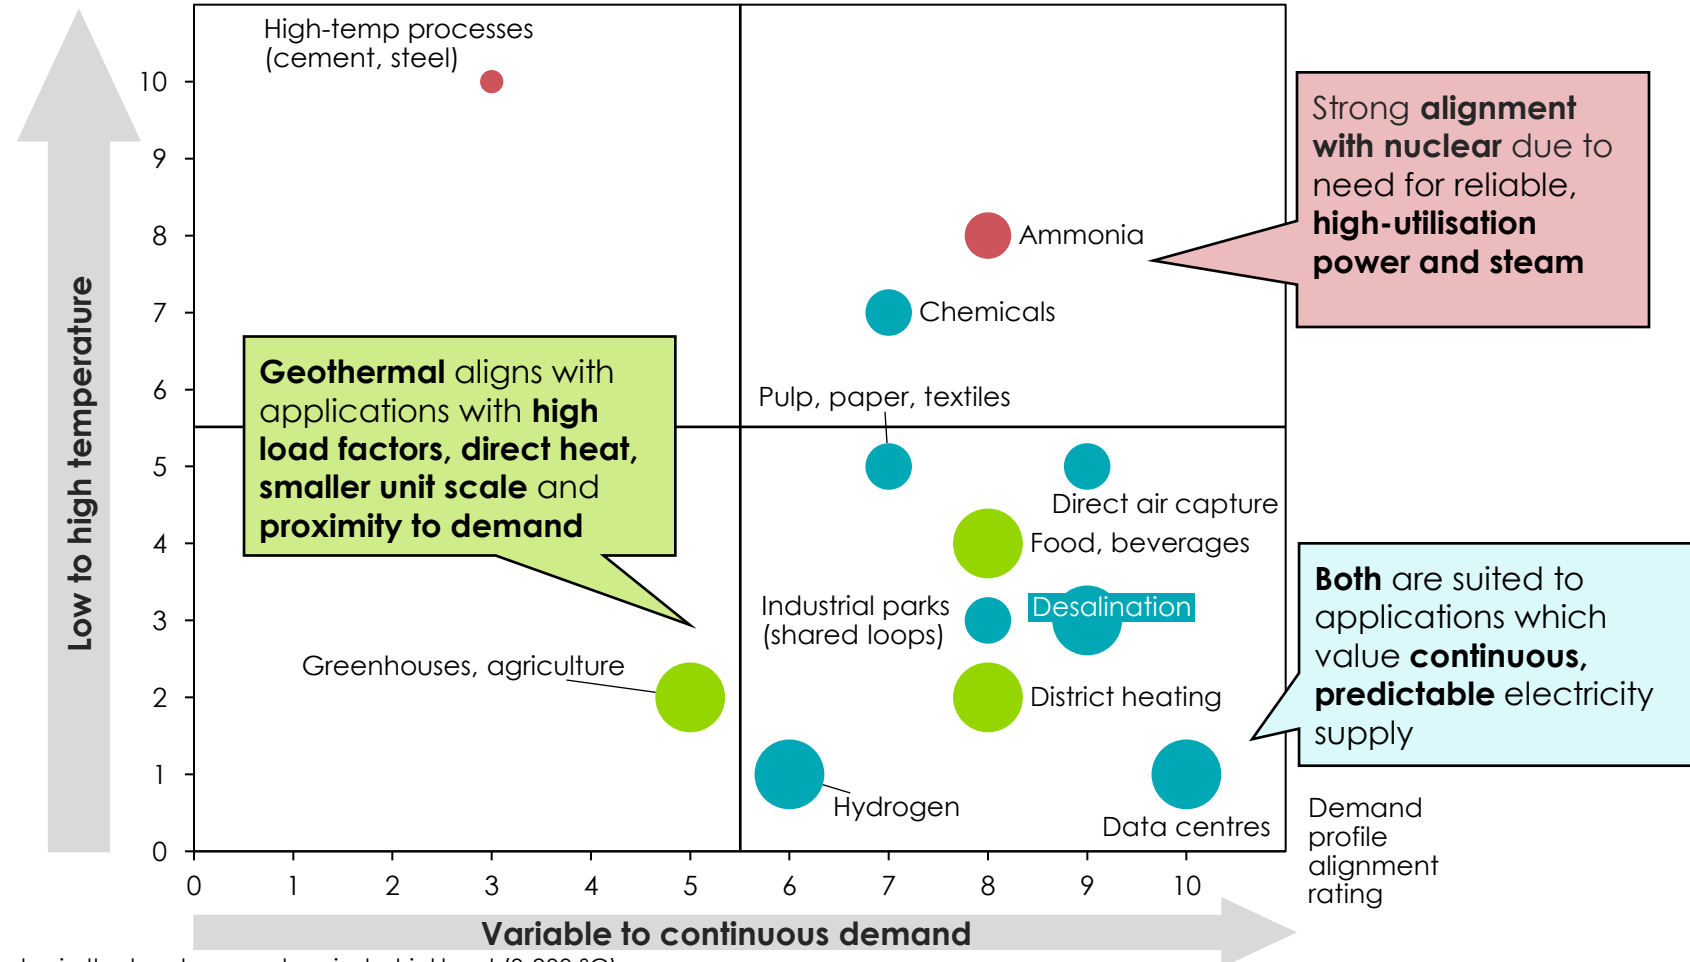 High-temp processes
(cement, steel)
10
9
8
7
6
5
4
3
2
1
0
Low to high temperature
Strong alignment
with nuclear due to
need for reliable,
high-utilisation
power and steam
Ammonia
Chemicals
Geothermal aligns with
applications with high
load factors, direct heat,
smaller unit scale and
proximity to demand
Pulp, paper, textiles
Direct air capture
Food, beverages
Industrial parks
(shared loops)
Desalination
Both are suited to
applications which
value continuous,
predictable electricity
supply
Greenhouses, agriculture
District heating
Hydrogen
Data centres
Demand
profile
alignment
rating
0 1 2 3 4 5 6 7 8 9 10
Variable to continuous demand